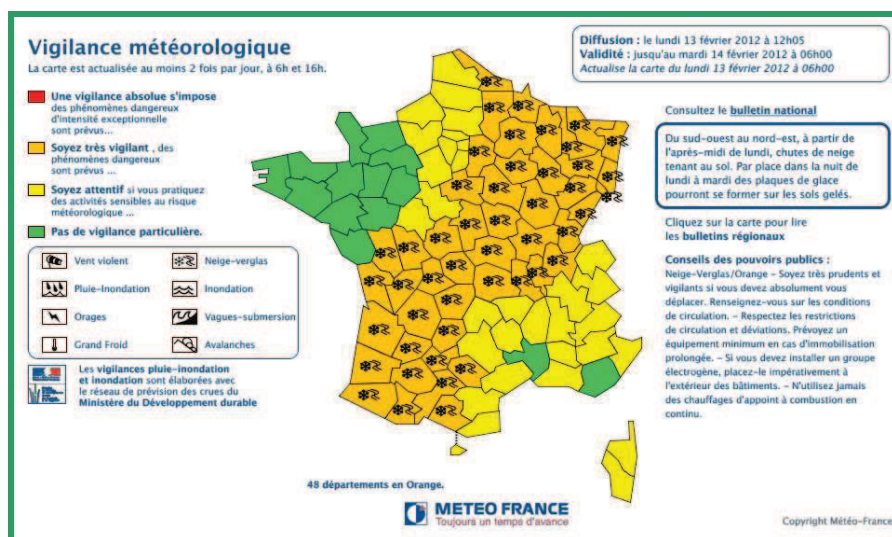 Vigilance météorologique
La carte est actualisée au moins 2 fois par jour, à 6h et 16h.
Une vigilance absolue s'impose
des phénomènes dangereux
d'intensité exceptionnelle
sont prévus...
Soyez très vigilant , des
phénomènes dangereux
sont prévus ...
Soyez attentif si vous pratiquez
des activités sensibles au risque
météorologique ...
Pas de vigilance particulière.
Vent violent
Neige-verglas
Pluie-Inondation
Inondation
Orages
Vagues-submersion
Grand Froid
Avalanches
Les vigilances pluie-inondation
et inondation sont élaborées avec
le réseau de prévision des crues du
Ministère du Développement durable
48 départements en Orange.
METEO FRANCE
Toujours un temps d'avance
Diffusion : le lundi 13 février 2012 à 12h05
Validité : jusqu'au mardi 14 février 2012 à 06h00
Actualise la carte du lundi 13 février 2012 à 06h00
Consultez le bulletin national
Du sud-ouest au nord-est, à partir de
l'après-midi de lundi, chutes de neige
tenant au sol. Par place dans la nuit de
lundi à mardi des plaques de glace
pourront se former sur les sols gelés.
Cliquez sur la carte pour lire
les bulletins régionaux
Conseils des pouvoirs publics :
Neige-Verglas/Orange - Soyez très prudents et
vigilants si vous devez absolument vous
déplacer. Renseignez-vous sur les conditions
de circulation. - Respectez les restrictions
de circulation et déviations. Prévoyez un
équipement minimum en cas d'immobilisation
prolongée. - Si vous devez installer un groupe
électrogène, placez-le impérativement à
l'extérieur des bâtiments. - N'utilisez jamais
des chauffages d'appoint à combustion en
continu.
Copyright Météo-France